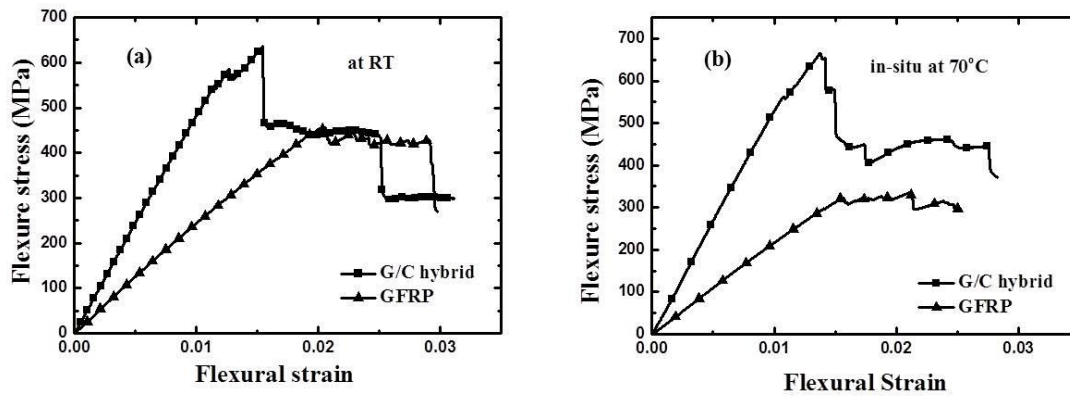 700
600
500
400
300
200
100
0
0.00
0.01
0.02
0.03
Flexure stress (MPa)
Flexural strain
(a)
at RT
G/C hybrid
GFRP
700
600
500
400
300
200
100
0
0.00
0.01
0.02
0.03
Flexure stress (MPa)
Flexural Strain
(b)
in-situ at 70°C
G/C hybrid
GFRP